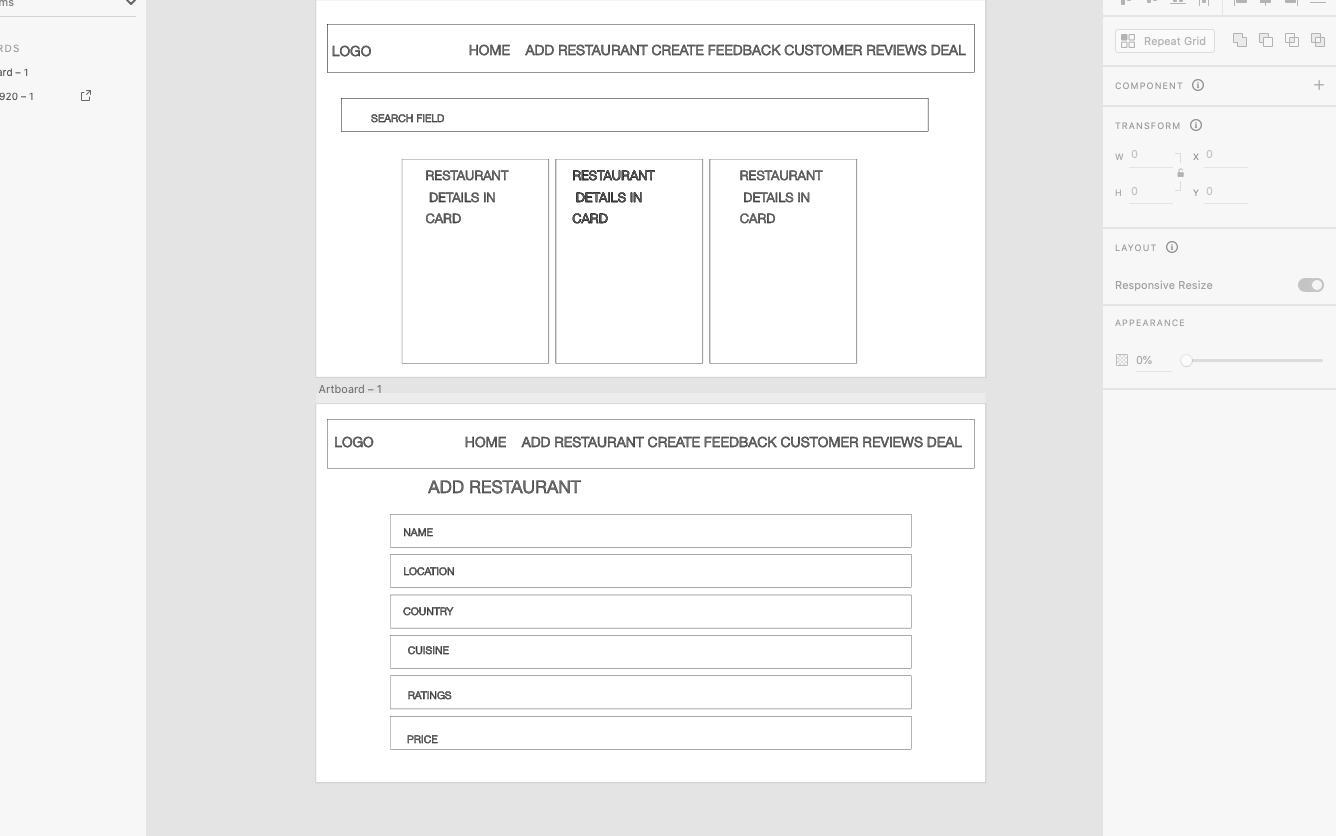 ms
RDS
ard – 1
920 – 1
LOGO
HOME ADD RESTAURANT CREATE FEEDBACK CUSTOMER REVIEWS DEAL
SEARCH FIELD
RESTAURANT
DETAILS IN
CARD
RESTAURANT
DETAILS IN
CARD
RESTAURANT
DETAILS IN
CARD
Artboard – 1
LOGO
HOME ADD RESTAURANT CREATE FEEDBACK CUSTOMER REVIEWS DEAL
ADD RESTAURANT
NAME
LOCATION
COUNTRY
CUISINE
RATINGS
PRICE
Repeat Grid
COMPONENT
TRANSFORM
W 0 X 0
H 0 Y 0
LAYOUT
Responsive Resize
APPEARANCE
0%